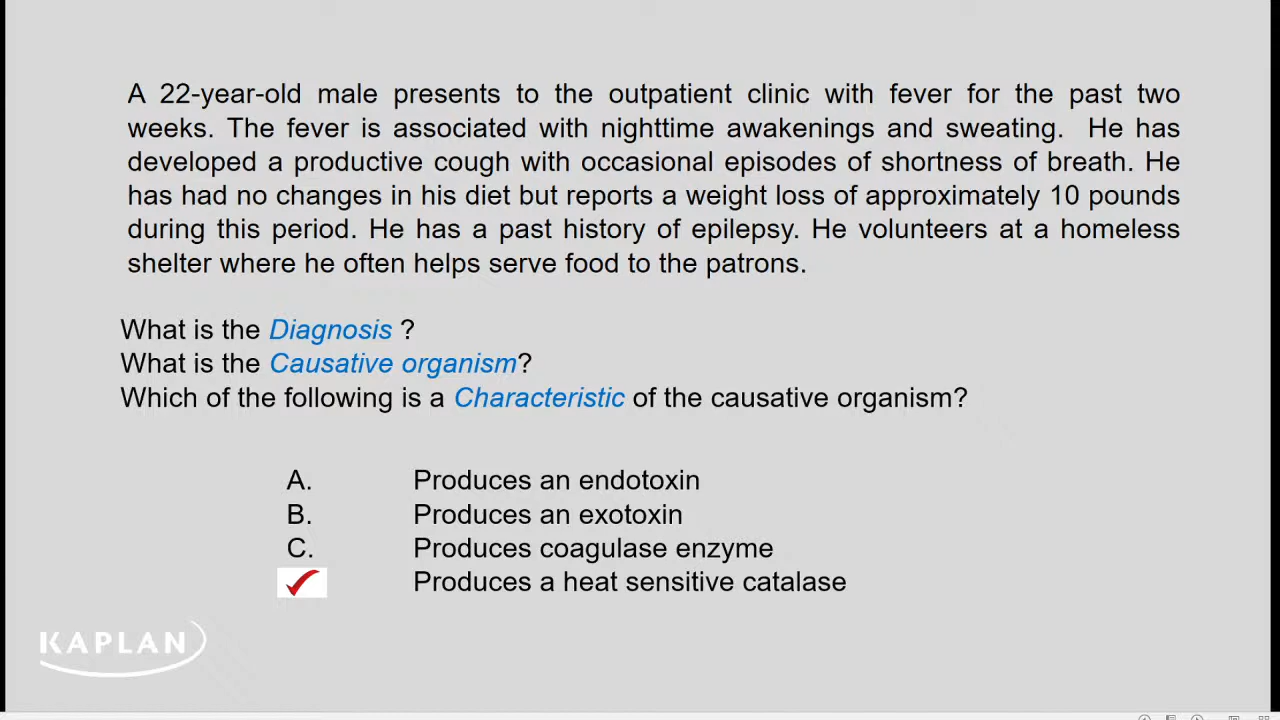 A 22-year-old male presents to the outpatient clinic with fever for the past two
weeks. The fever is associated with nighttime awakenings and sweating. He has
developed a productive cough with occasional episodes of shortness of breath. He
has had no changes in his diet but reports a weight loss of approximately 10 pounds
during this period. He has a past history of epilepsy. He volunteers at a homeless
shelter where he often helps serve food to the patrons.
What is the Diagnosis ?
What is the Causative organism?
Which of the following is a Characteristic of the causative organism?
A. Produces an endotoxin
B. Produces an exotoxin
C. Produces coagulase enzyme
Produces a heat sensitive catalase
KAPLAN